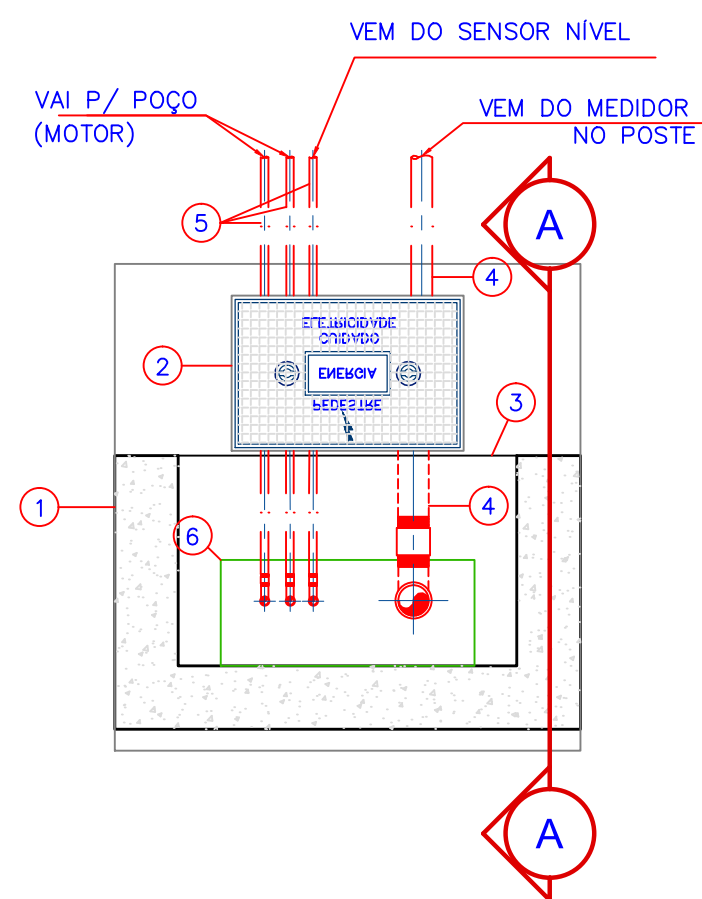 VEM DO SENSOR NÍVEL
VAI P/ POÇO
(MOTOR)
VEM DO MEDIDOR
NO POSTE
5
A
4
ELETRICIDADE
CUIDADO
2
ENERGIA
PEDESTRE
3
1
4
6
A